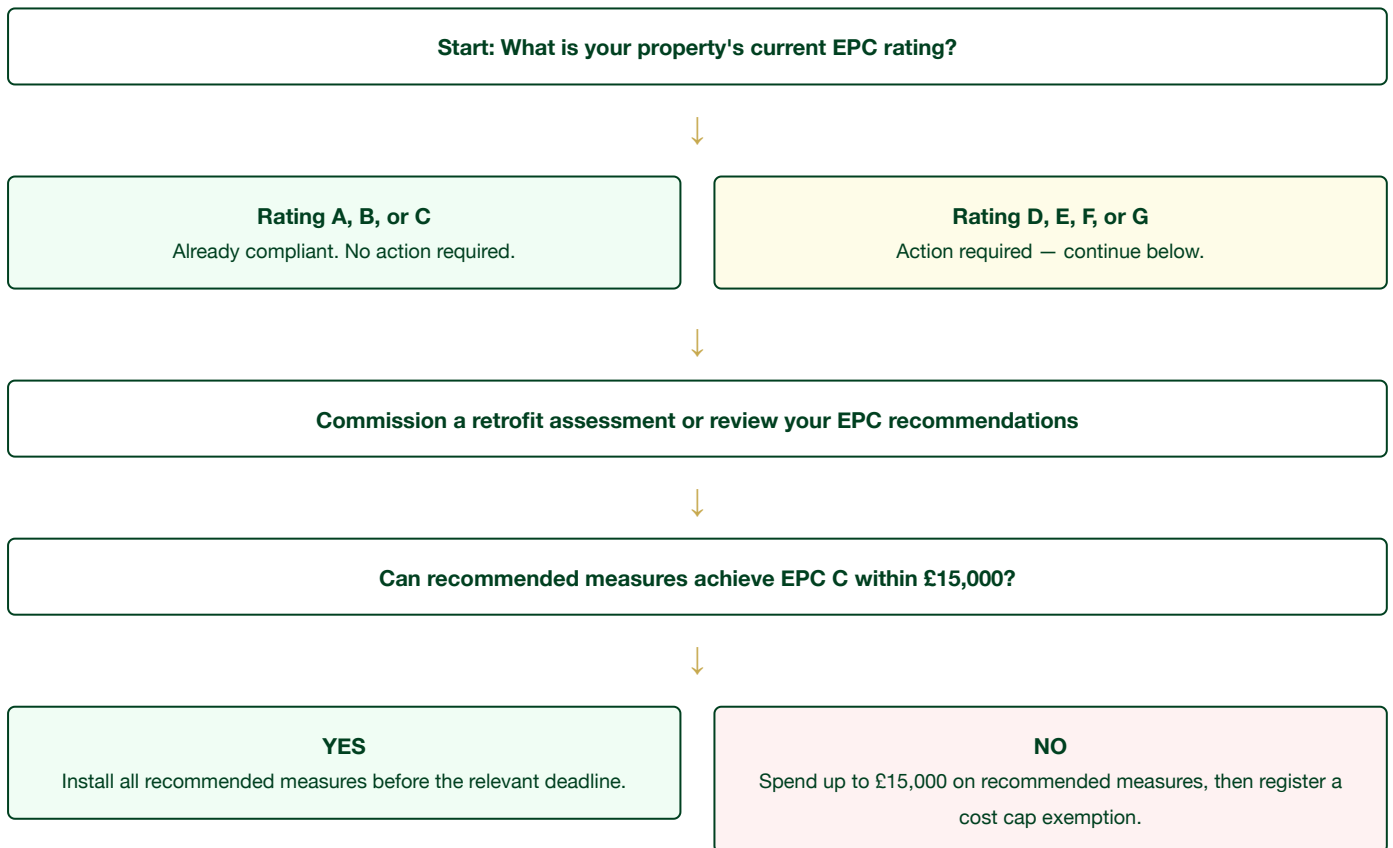 Start: What is your property's current EPC rating?
↓
Rating A, B, or C
Already compliant. No action required.
Rating D, E, F, or G
Action required — continue below.
↓
Commission a retrofit assessment or review your EPC recommendations
↓
Can recommended measures achieve EPC C within £15,000?
↓
YES
Install all recommended measures before the relevant deadline.
NO
Spend up to £15,000 on recommended measures, then register a
cost cap exemption.